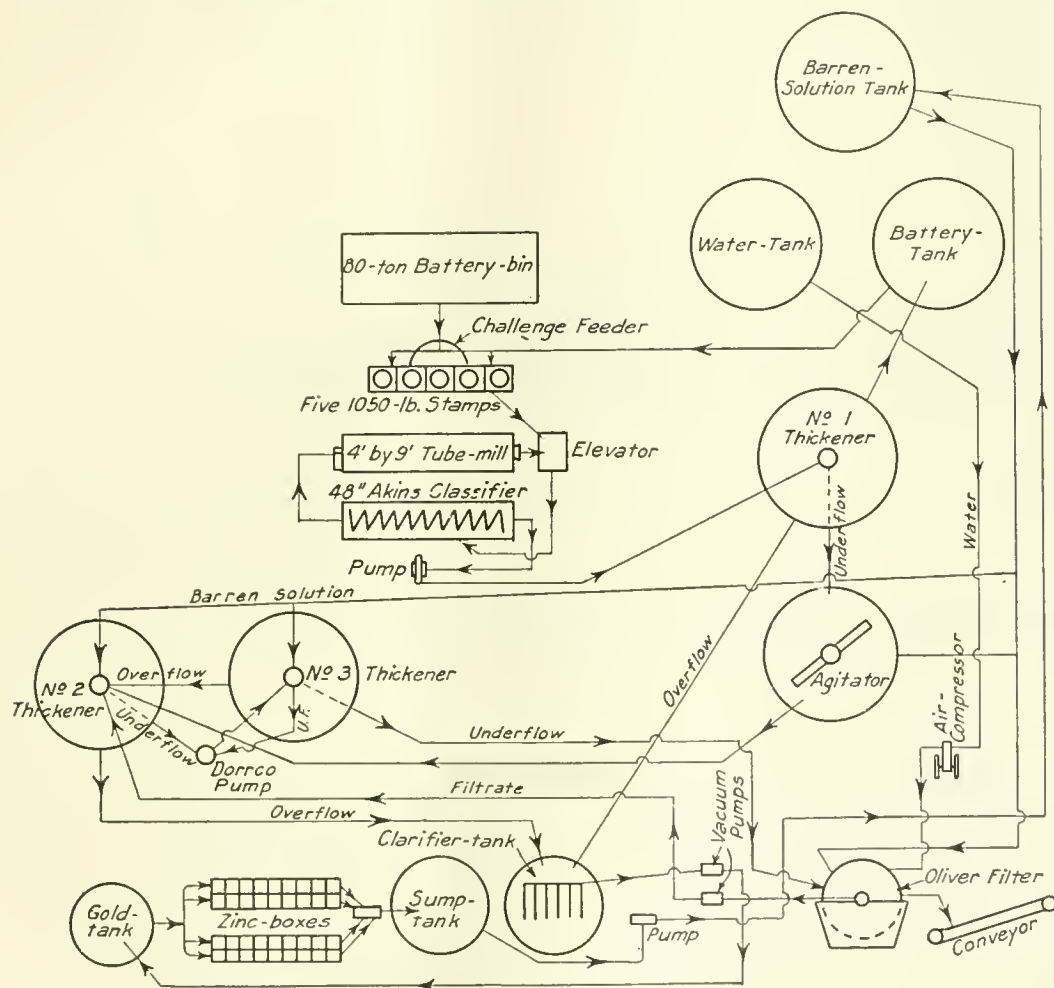 Barren-
Solution Tank
Water-Tank
Battery-
Tank
80-ton Battery-bin
Challenge Feeder
Five 1050-lb. Stamps
4' by 9' Tube-mill
Elevator
48" Akins Classifier
Pump
Nº 1
Thickener
Underflow
Water
Barren Solution
Overflow
Nº 2
Thickener
Nº 3 Thickener
Underflow
U.F.
Dorrco
Pump
Underflow
Overflow
Agitator
Air-
Compressor
Filtrate
Overflow
Vacuum
Pumps
Clarifier-tank
Gold-
tank
Zinc-boxes
Sump-
tank
Pump
Oliver Filter
Conveyor